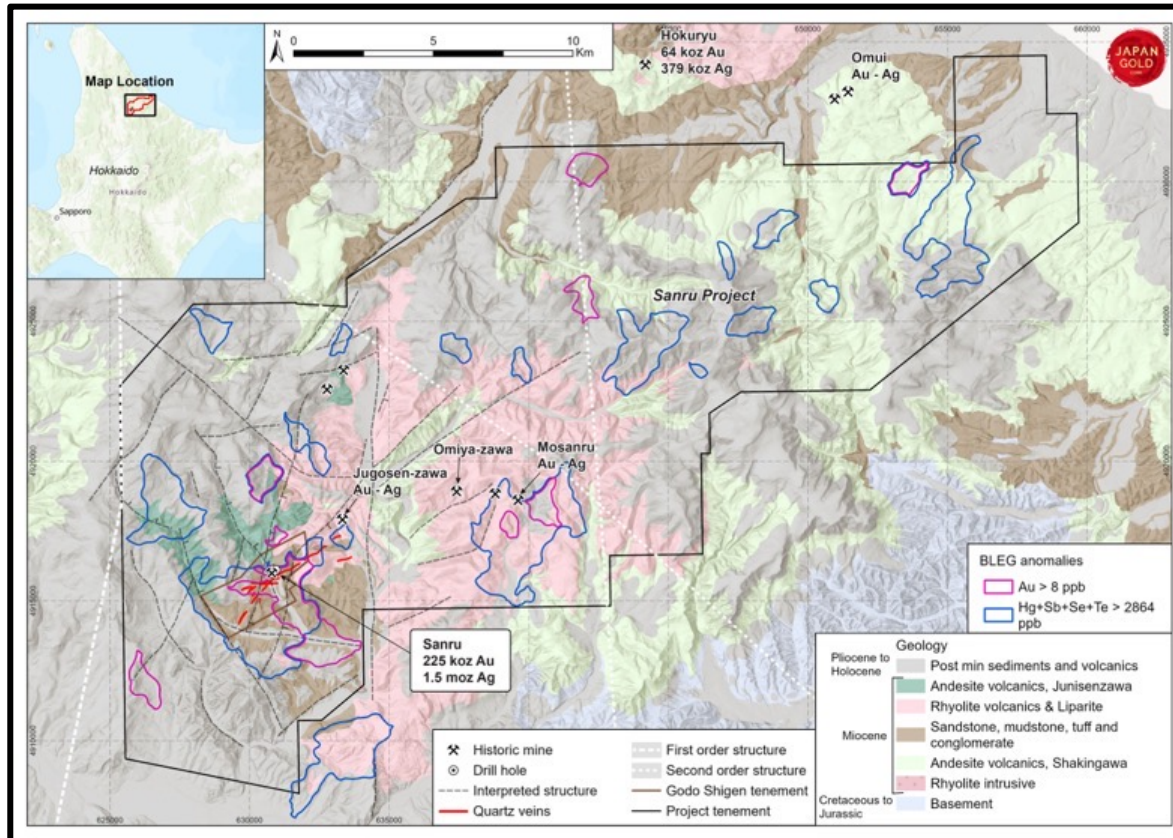 Map Location
Hokkaido
HOKKAIDO
Sapporo
N
0 5 10
Km
Hokuryu
64 koz Au
379 koz Ag
Omui
Au - Ag
JAPAN
GOLD
650000 655000 660000
Sanru Project
Omiya-zawa
Mosanru
Au - Ag
Jugosen-zawa
Au - Ag
Sanru
225 koz Au
1.5 moz Ag
4925000
4920000
4915000
4910000
625000 630000 635000
BLEG anomalies
Au > 8 ppb
Hg+Sb+Se+Te > 2864
ppb
Geology
Pliocene to
Holocene
Post min sediments and volcanics
Miocene
Andesite volcanics, Junisenzawa
Rhyolite volcanics & Liparite
Sandstone, mudstone, tuff and
conglomerate
Andesite volcanics, Shakingawa
Rhyolite intrusive
Cretaceous to
Jurassic
Basement
Historic mine
Drill hole
Interpreted structure
Quartz veins
First order structure
Second order structure
Godo Shigen tenement
Project tenement